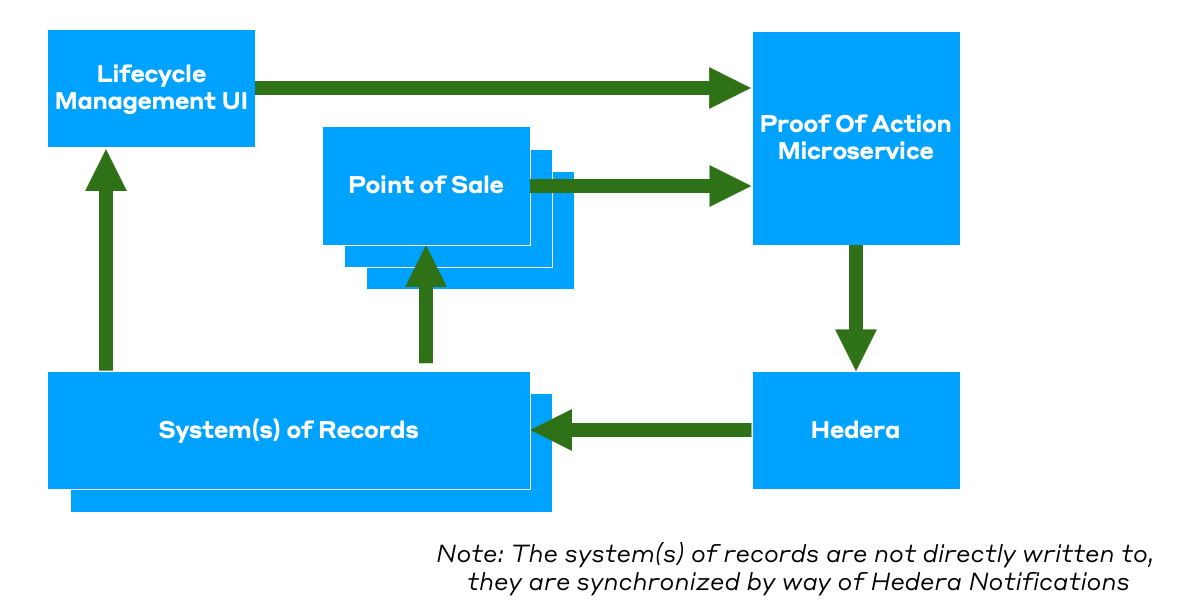 Lifecycle
Management UI
Proof Of Action
Microservice
Point of Sale
System(s) of Records
Hedera
Note: The system(s) of records are not directly written to,
they are synchronized by way of Hedera Notifications